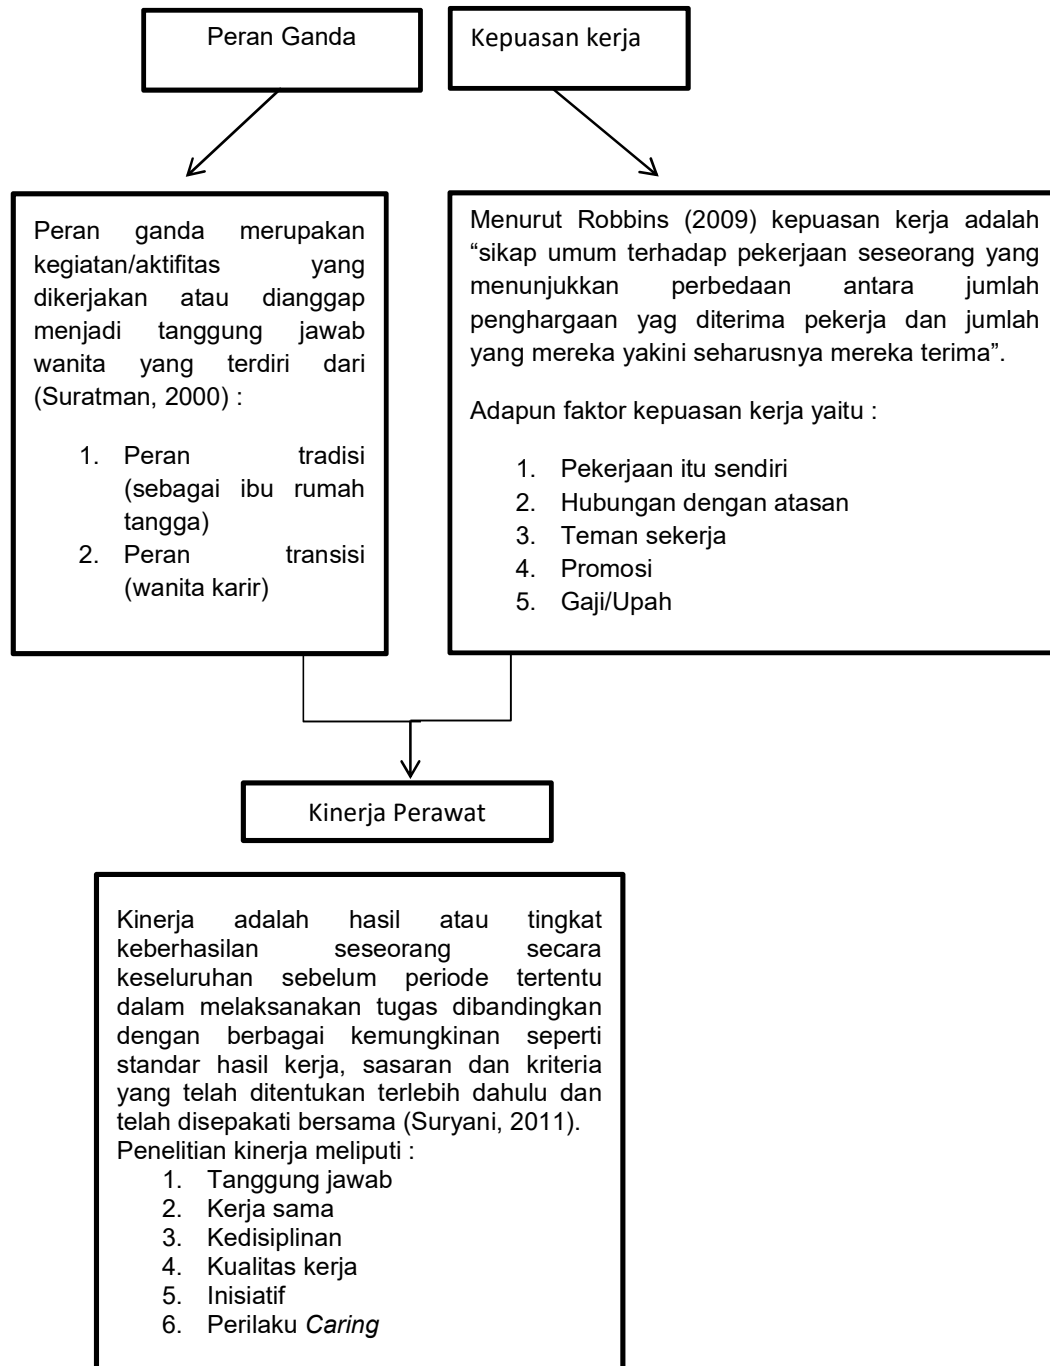 Peran Ganda
Kepuasan kerja
Peran ganda merupakan
kegiatan/aktifitas yang
dikerjakan atau dianggap
menjadi tanggung jawab
wanita yang terdiri dari
(Suratman, 2000) :
1. Peran tradisi
(sebagai ibu rumah
tangga)
2. Peran transisi
(wanita karir)
Menurut Robbins (2009) kepuasan kerja adalah
“sikap umum terhadap pekerjaan seseorang yang
menunjukkan perbedaan antara jumlah
penghargaan yag diterima pekerja dan jumlah
yang mereka yakini seharusnya mereka terima”.
Adapun faktor kepuasan kerja yaitu :
1. Pekerjaan itu sendiri
2. Hubungan dengan atasan
3. Teman sekerja
4. Promosi
5. Gaji/Upah
Kinerja Perawat
Kinerja adalah hasil atau tingkat
keberhasilan seseorang secara
keseluruhan sebelum periode tertentu
dalam melaksanakan tugas dibandingkan
dengan berbagai kemungkinan seperti
standar hasil kerja, sasaran dan kriteria
yang telah ditentukan terlebih dahulu dan
telah disepakati bersama (Suryani, 2011).
Penelitian kinerja meliputi :
1. Tanggung jawab
2. Kerja sama
3. Kedisiplinan
4. Kualitas kerja
5. Inisiatif
6. Perilaku Caring